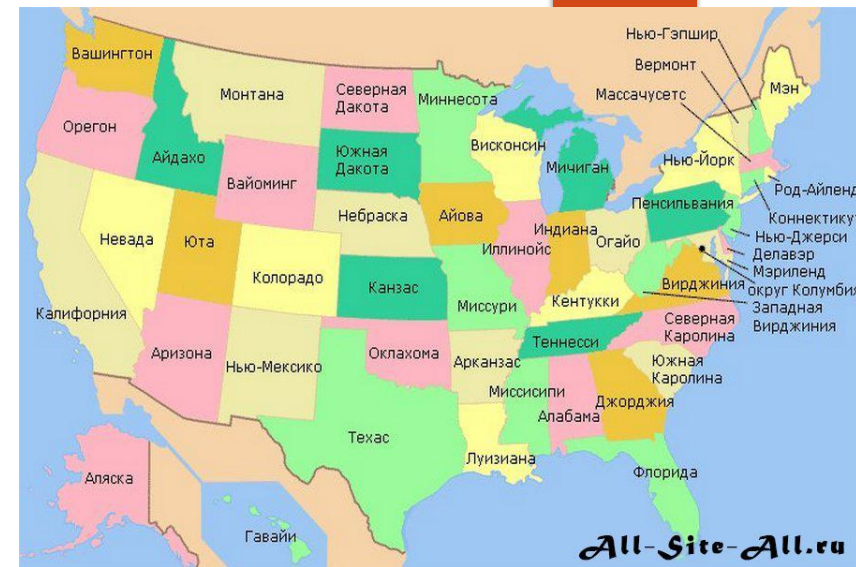 Нью-Гэпшир
Вермонт
Массачусетс
Вашингтон
Монтана
Северная
Дакота
Миннесота
Мэн
Орегон
Айдахо
Южная
Дакота
Висконсин
Мичиган
Нью-Йорк
Вайоминг
Род-Айленд
Пенсильвания
Небраска
Айова
Коннектикут
Невада
Юта
Индиана
Огайо
Иллинойс
Нью-Джерси
Делавэр
Мэриленд
Колорадо
Канзас
Вирджиния
округ Колумбия
Калифорния
Миссури
Кентукки
Западная
Вирджиния
Северная
Каролина
Теннесси
Аризона
Нью-Мексико
Оклахома
Арканзас
Южная
Каролина
Миссисипи
Джорджия
Алабама
Техас
Луизиана
Флорида
Аляска
Гавайи
All-Site-All.ru